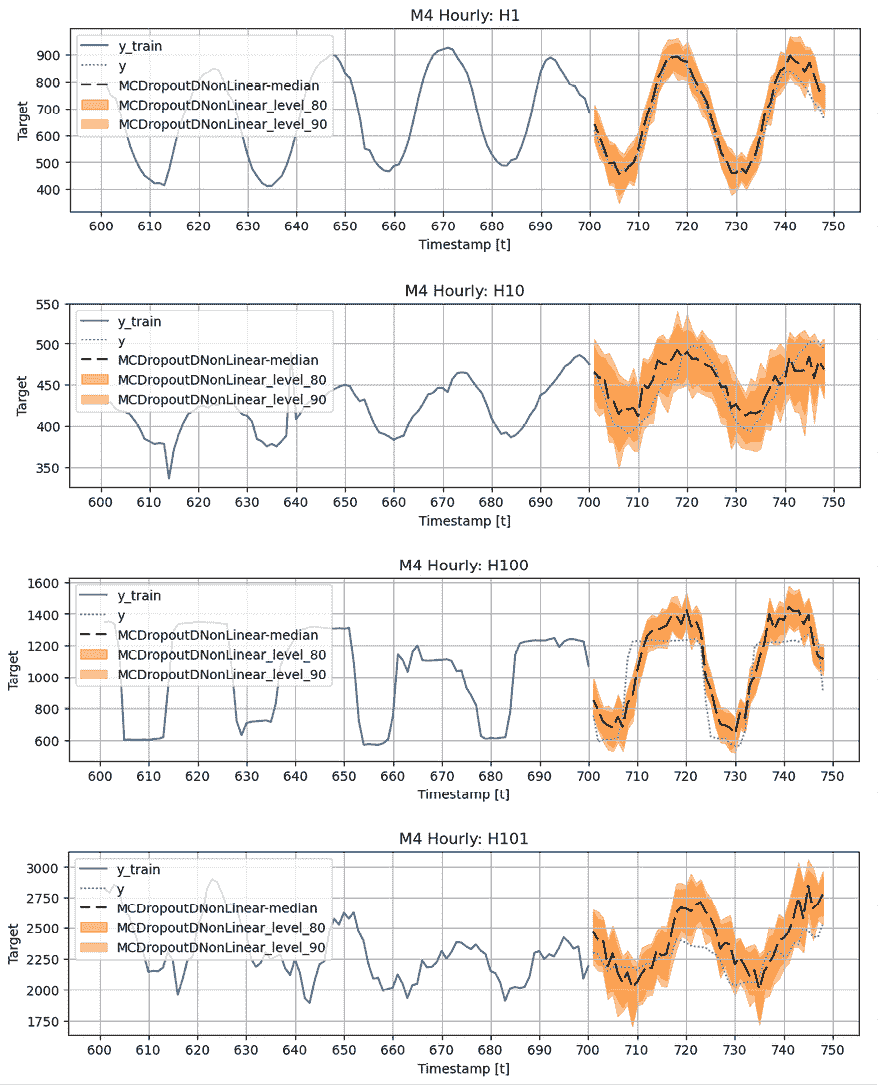 M4 Hourly: H1
900
800
700
600
500
400
Target
y_train
y
MCDropoutDNonLinear-median
MCDropoutDNonLinear_level_80
MCDropoutDNonLinear_level_90
600 610 620 630 640 650 660 670 680 690 700 710 720 730 740 750
Timestamp [t]
M4 Hourly: H10
550
500
450
400
350
Target
y_train
y
MCDropoutDNonLinear-median
MCDropoutDNonLinear_level_80
MCDropoutDNonLinear_level_90
600 610 620 630 640 650 660 670 680 690 700 710 720 730 740 750
Timestamp [t]
M4 Hourly: H100
1600
1400
1200
1000
800
600
Target
y_train
y
MCDropoutDNonLinear-median
MCDropoutDNonLinear_level_80
MCDropoutDNonLinear_level_90
600 610 620 630 640 650 660 670 680 690 700 710 720 730 740 750
Timestamp [t]
M4 Hourly: H101
3000
2750
2500
2250
2000
1750
Target
y_train
y
MCDropoutDNonLinear-median
MCDropoutDNonLinear_level_80
MCDropoutDNonLinear_level_90
600 610 620 630 640 650 660 670 680 690 700 710 720 730 740 750
Timestamp [t]